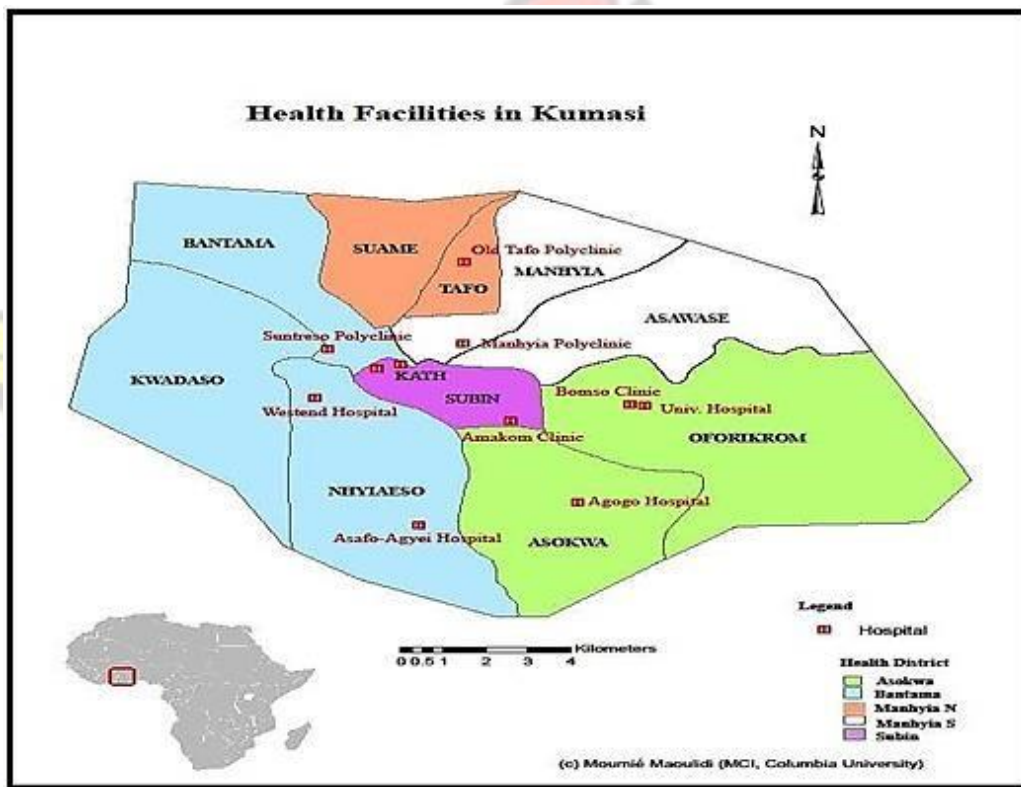 Health Facilities in Kumasi
N
BANTAMA
SUAME
Old Tafo Polyclinic
MANHYIA
TAFO
ASAWASE
Suntreso Polyclinic
Manhyia Polyclinic
KWADASO
KATH
SUBIN
Bomso Clinic
Westend Hospital
Univ. Hospital
Amakom Clinic
OFORIKROM
NHYIAESO
Agogo Hospital
Asafo-Agyei Hospital
ASOKWA
Legend
Hospital
0 0.5 1 2 3 4 Kilometers
Health District
Asokwa
Bantama
Manhyia N
Manhyia S
Subin
(c) Mournié Maoulidi (MCI, Columbia University)